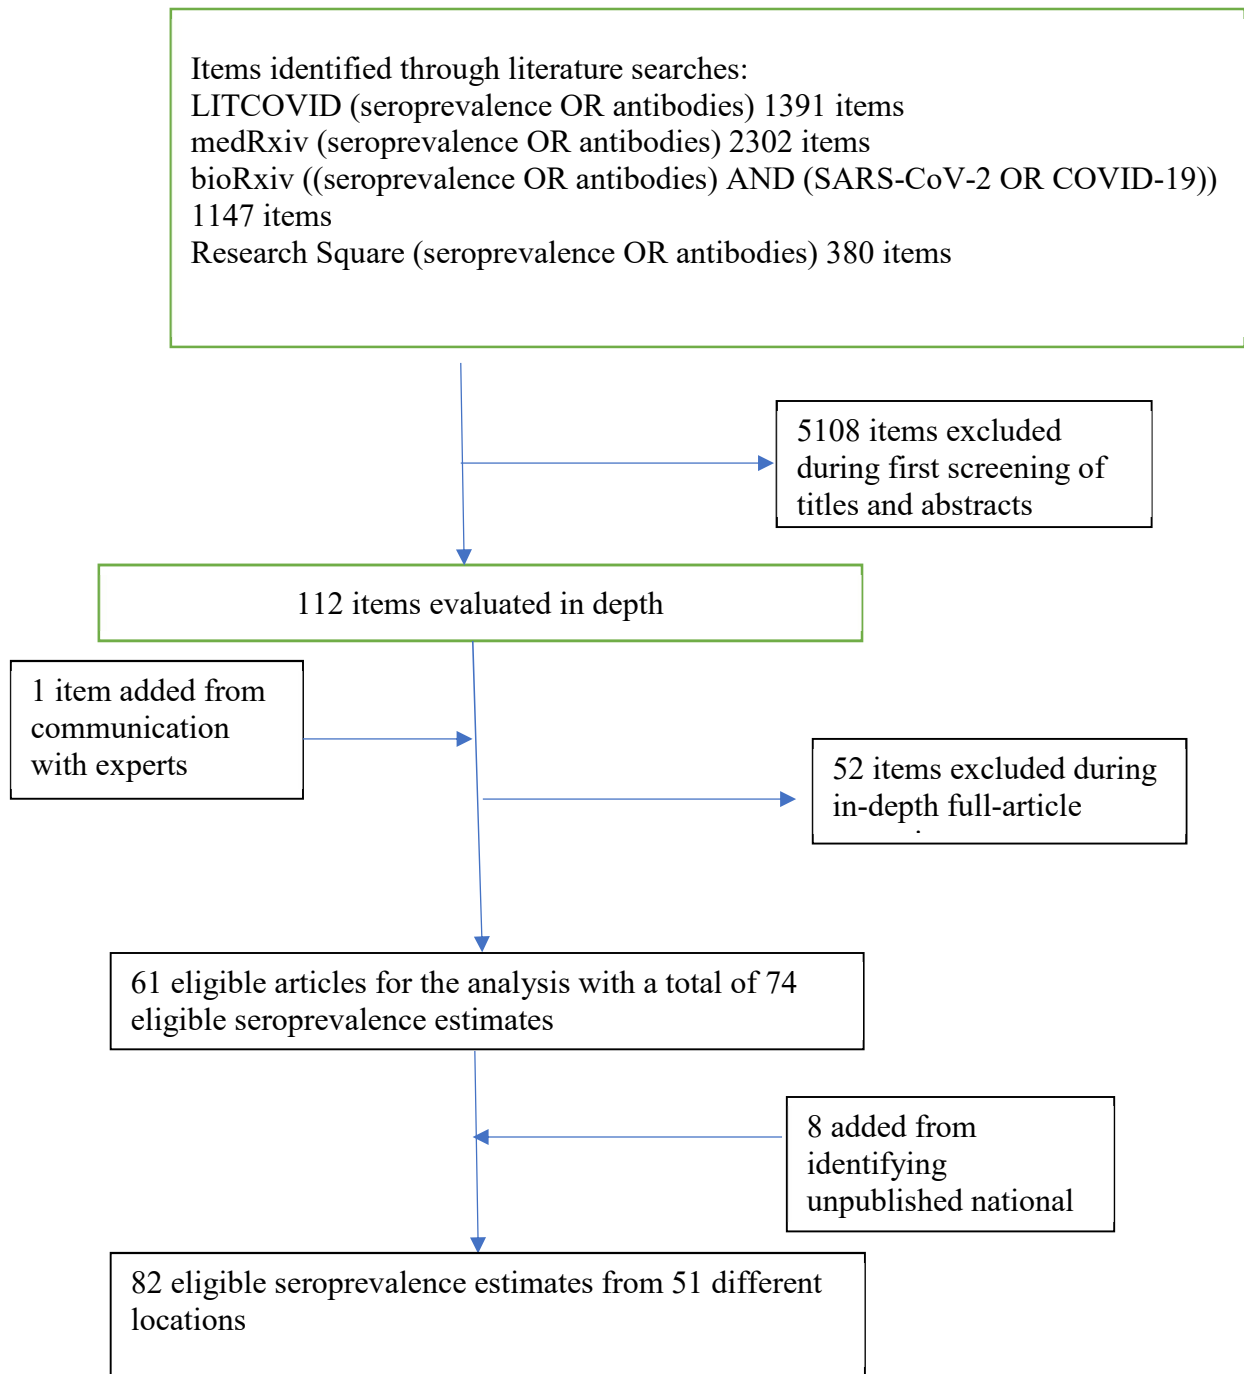 Items identified through literature searches:
LITCOVID (seroprevalence OR antibodies) 1391 items
medRxiv (seroprevalence OR antibodies) 2302 items
bioRxiv ((seroprevalence OR antibodies) AND (SARS-CoV-2 OR COVID-19))
1147 items
Research Square (seroprevalence OR antibodies) 380 items
5108 items excluded
during first screening of
titles and abstracts
112 items evaluated in depth
1 item added from
communication
with experts
52 items excluded during
in-depth full-article
61 eligible articles for the analysis with a total of 74
eligible seroprevalence estimates
8 added from
identifying
unpublished national
82 eligible seroprevalence estimates from 51 different
locations